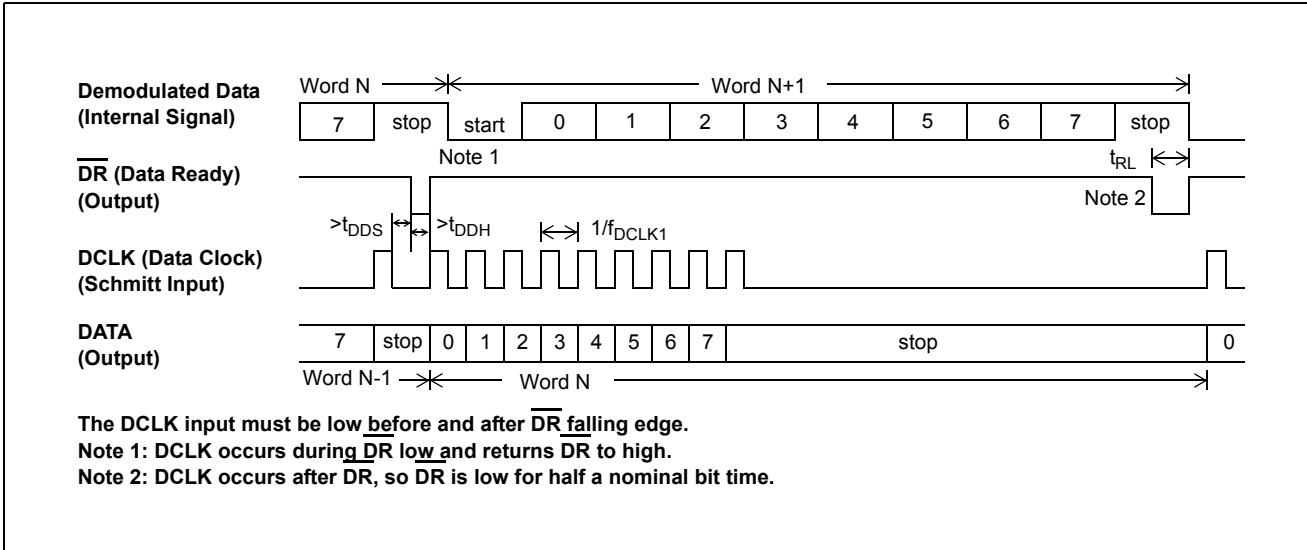 Demodulated Data
(Internal Signal)
Word N
Word N+1
7 stop start 0 1 2 3 4 5 6 7 stop
Note 1
tRL
DR (Data Ready)
(Output)
Note 2
>tDDS >tDDH 1/fDCLK1
DCLK (Data Clock)
(Schmitt Input)
DATA
(Output)
7 stop 0 1 2 3 4 5 6 7 stop 0
Word N-1 Word N
The DCLK input must be low before and after DR falling edge.
Note 1: DCLK occurs during DR low and returns DR to high.
Note 2: DCLK occurs after DR, so DR is low for half a nominal bit time.